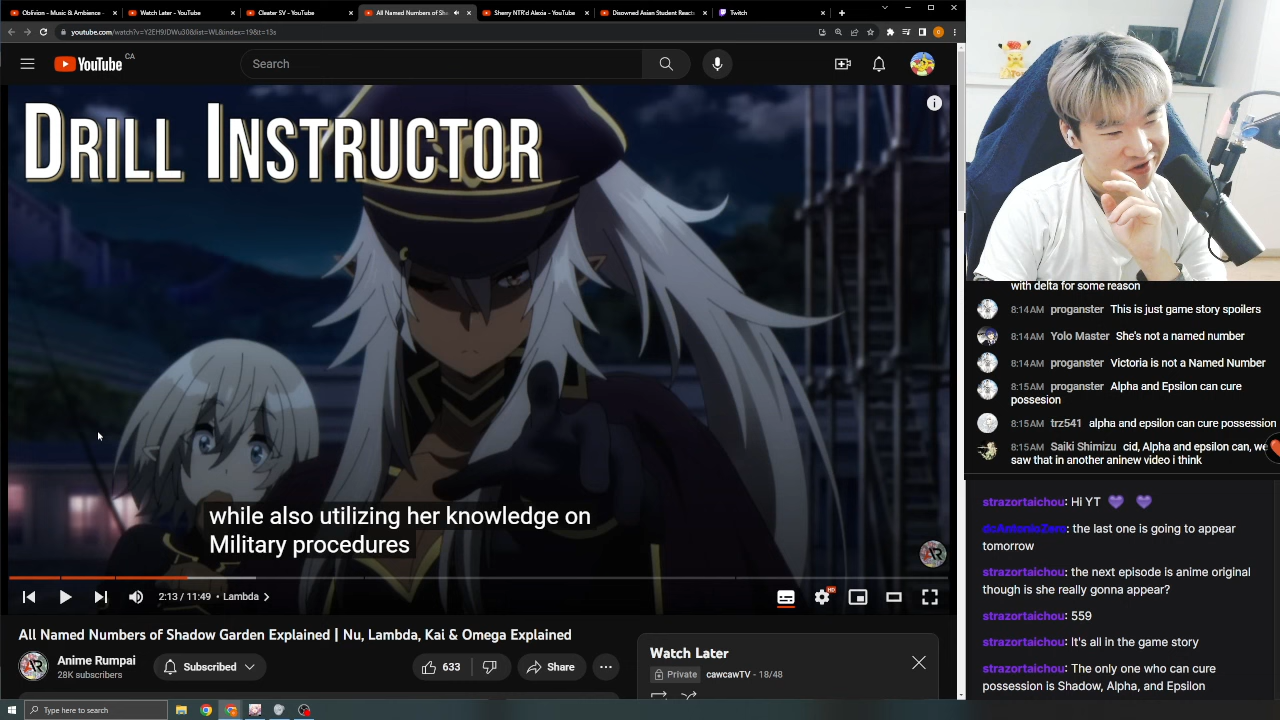 Oblivion - Music & Ambience -
Watch Later - YouTube
Cleater SV - YouTube
All Named Numbers of Sha
Sherry NTR'd Alexia - YouTube
Disowned Asian Student Reacts
Twitch
youtube.com/watch?v=Y2EH9JDWu30&list=WL&index=19&t=15s
YouTube CA
Search
DRILL INSTRUCTOR
while also utilizing her knowledge on
Military procedures
2:13 / 11:49 • Lambda
HD
All Named Numbers of Shadow Garden Explained | Nu, Lambda, Kai & Omega Explained
Anime Rumpai
28K subscribers
Subscribed
633
Share
Watch Later
Private
cawcawTV - 18/48
Type here to search
with delta for some reason
8:14AM proganster This is just game story spoilers
8:14AM Yolo Master She's not a named number
8:14AM proganster Victoria is not a Named Number
8:15AM proganster Alpha and Epsilon can cure
possesion
8:15AM trz541 alpha and epsilon can cure possession
8:15AM Saiki Shimizu cid, Alpha and epsilon can, we
saw that in another aninew video i think
strazortaichou: Hi YT
dcAntonioZero: the last one is going to appear
tomorrow
strazortaichou: the next episode is anime original
though is she really gonna appear?
strazortaichou: 559
strazortaichou: It's all in the game story
strazortaichou: The only one who can cure
possession is Shadow, Alpha, and Epsilon